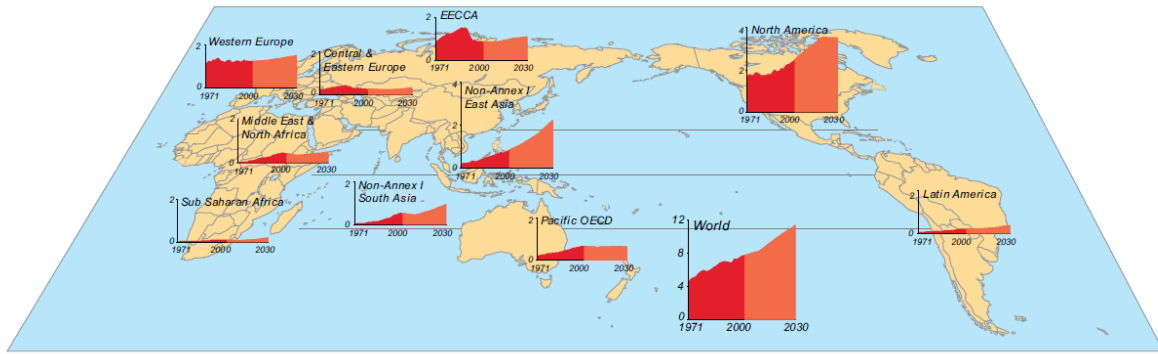 EECCA
2
0
1971 2000 2030
Western Europe
2
0
1971 2000 2030
Central &
Eastern Europe
2
0
1971 2000 2030
North America
4
2
0
1971 2000 2030
Non-Annex I
East Asia
4
2
0
1971 2000 2030
Middle East &
North Africa
2
0
1971 2000 2030
Non-Annex I
South Asia
2
0
1971 2000 2030
Sub Saharan Africa
2
0
1971 2000 2030
Pacific OECD
2
0
1971 2000 2030
Latin America
2
0
1971 2000 2030
World
12
8
4
0
1971 2000 2030